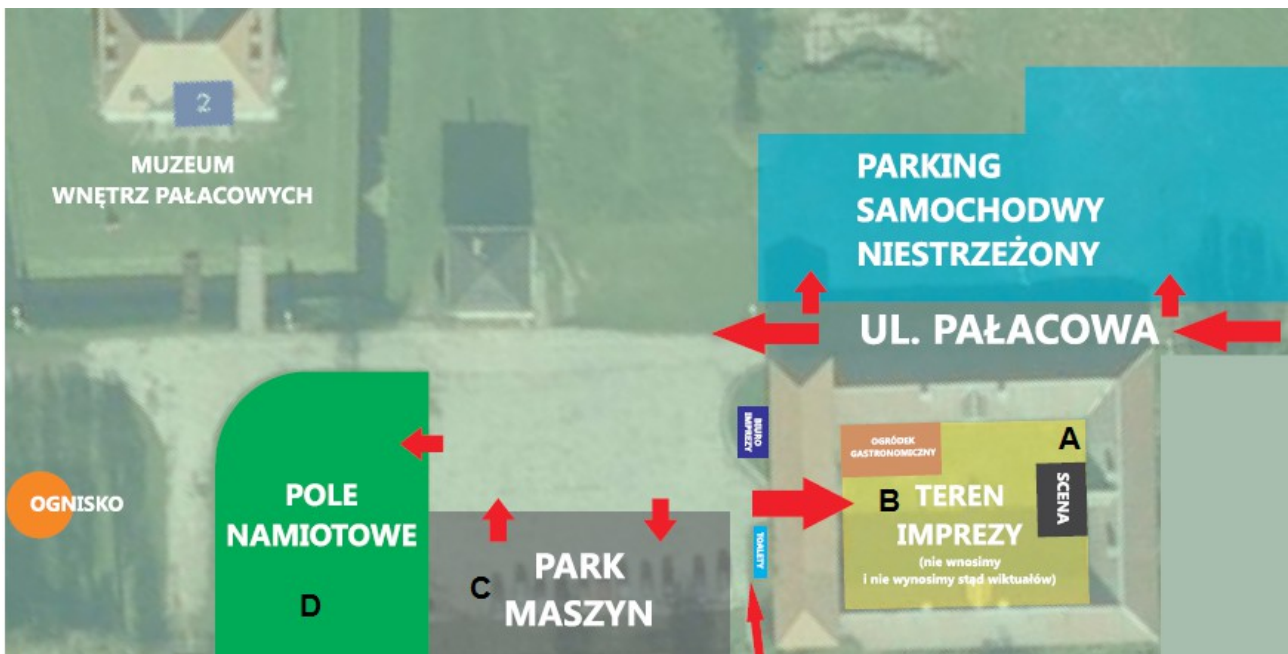 2
MUZEUM
WNĘTRZ PAŁACOWYCH
PARKING
SAMOCHODWY
NIESTRZEŻONY
UL. PAŁACOWA
BIURO
IMPREZY
OGRÓDEK
GASTRONOMICZNY
A
SCENA
B
TEREN
IMPREZY
(nie wnosimy
i nie wynosimy stąd wiktuałów)
TOALETY
OGNISKO
POLE
NAMIOTOWE
D
C
PARK
MASZYN